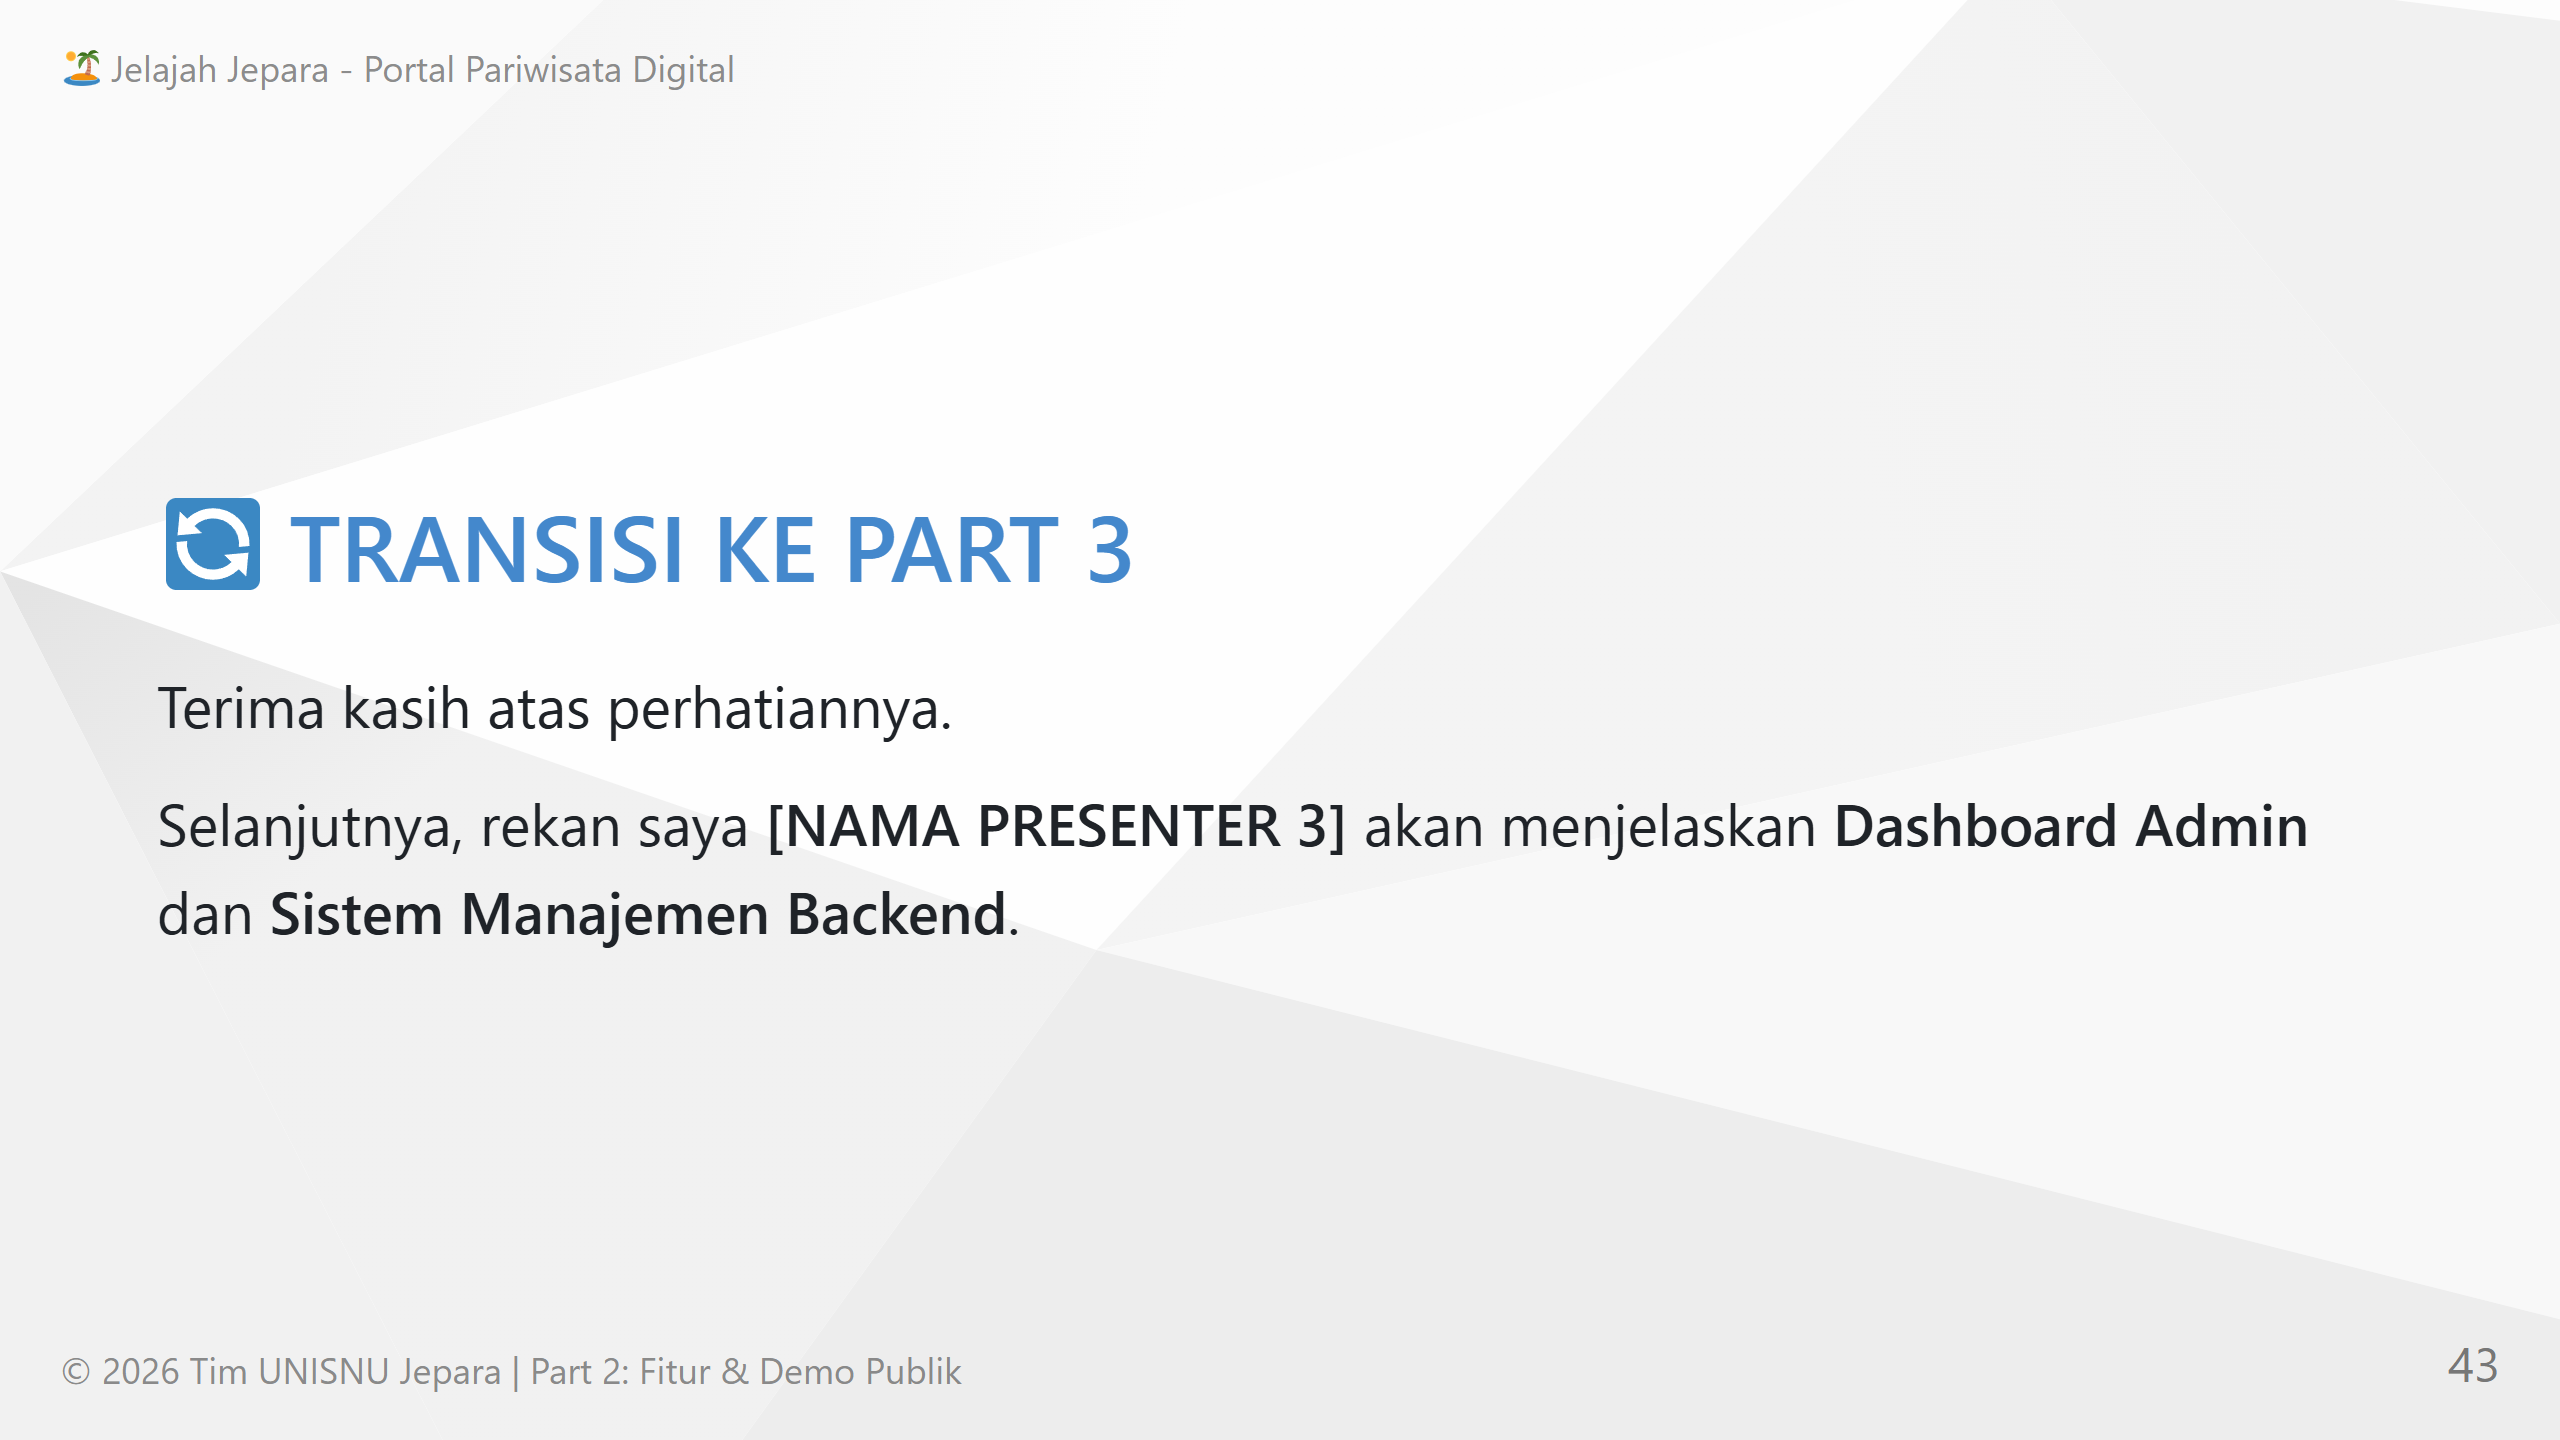 Jelajah Jepara - Portal Pariwisata Digital
TRANSISI KE PART 3
Terima kasih atas perhatiannya.
Selanjutnya, rekan saya [NAMA PRESENTER 3] akan menjelaskan Dashboard Admin
dan Sistem Manajemen Backend.
© 2026 Tim UNISNU Jepara | Part 2: Fitur & Demo Publik
43